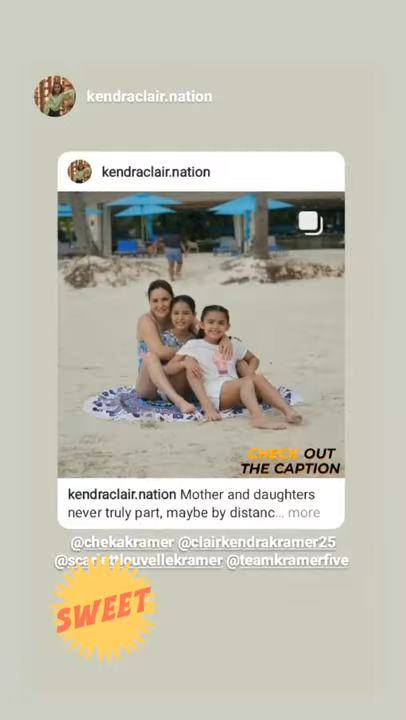 kendraclair.nation
kendraclair.nation
CHECK OUT
THE CAPTION
kendraclair.nation Mother and daughters
never truly part, maybe by distanc... more
@chekakramer @clairkendrakramer25
@scarlettlouvellekramer @teamkramerfive
SWEET